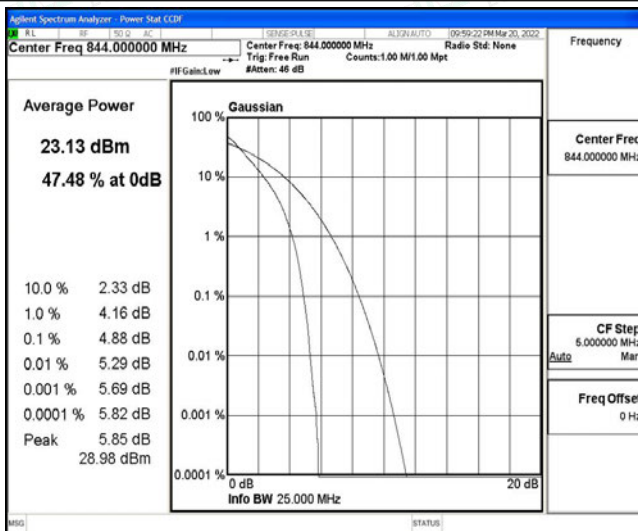 Agilent Spectrum Analyzer - Power Stat CCDF
RL RF 50 Ω AC SENSE:PULSE ALIGN AUTO 09:59:22 PM Mar 20, 2022
Center Freq 844.000000 MHz
Center Freq: 844.000000 MHz Radio Std: None
Trig: Free Run Counts:1.00 M/1.00 Mpt
#IFGain:Low #Atten: 46 dB
Frequency
Average Power
23.13 dBm
47.48 % at 0dB
10.0 % 2.33 dB
1.0 % 4.16 dB
0.1 % 4.88 dB
0.01 % 5.29 dB
0.001 % 5.69 dB
0.0001 % 5.82 dB
Peak 5.85 dB
28.98 dBm
Gaussian
100 %
10 %
1 %
0.1 %
0.01 %
0.001 %
0.0001 %
0 dB 20 dB
Info BW 25.000 MHz
Center Freq
844.000000 MHz
CF Step
5.000000 MHz
Auto Man
Freq Offset
0 Hz
MSG STATUS